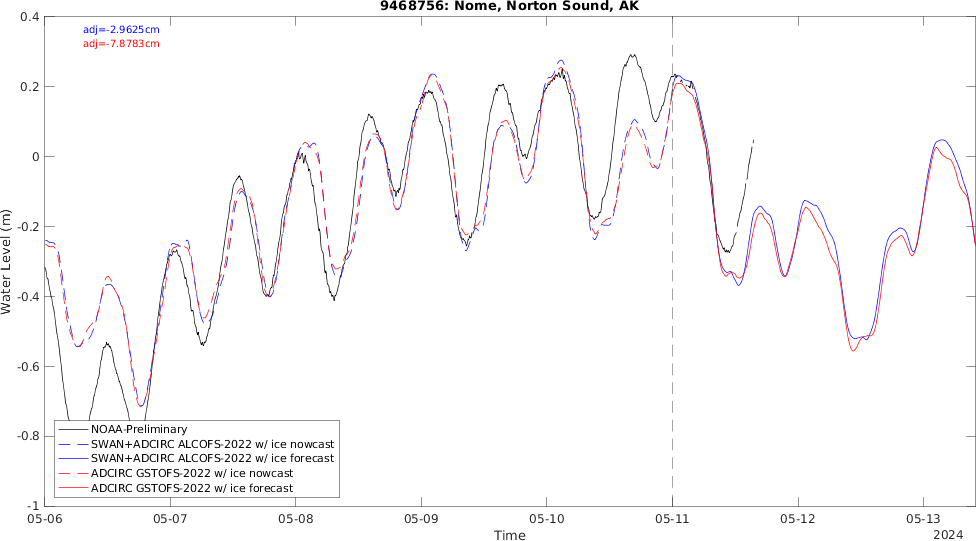 9468756: Nome, Norton Sound, AK
adj=-2.9625cm
adj=-7.8783cm
0.4
0.2
0
-0.2
-0.4
-0.6
-0.8
-1
Water Level (m)
NOAA-Preliminary
SWAN+ADCIRC ALCOFS-2022 w/ ice nowcast
SWAN+ADCIRC ALCOFS-2022 w/ ice forecast
ADCIRC GSTOFS-2022 w/ ice nowcast
ADCIRC GSTOFS-2022 w/ ice forecast
05-06 05-07 05-08 05-09 05-10 05-11 05-12 05-13
Time
2024